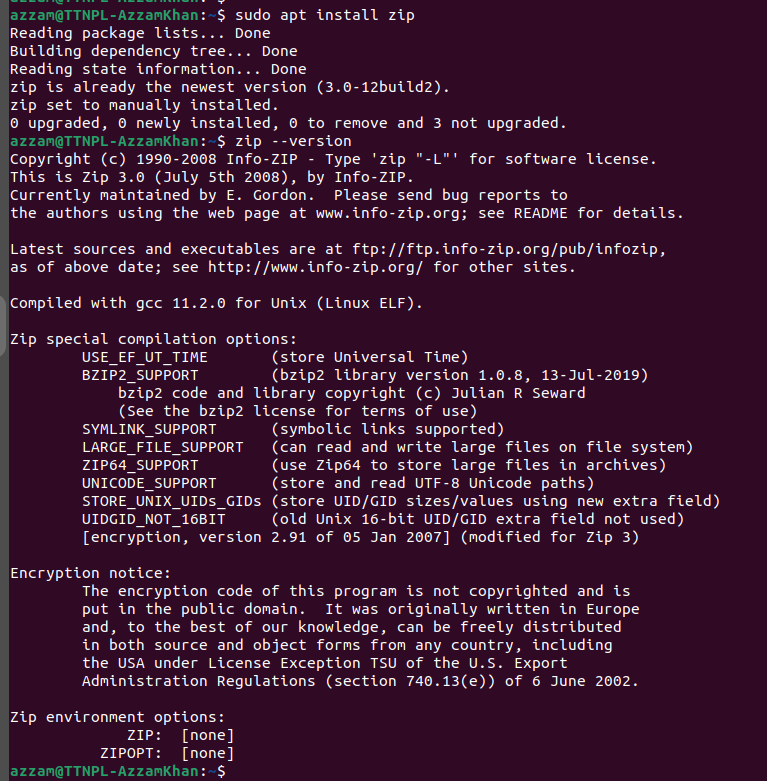 azzam@TTNPL-AzzamKhan:~$ sudo apt install zip
Reading package lists... Done
Building dependency tree... Done
Reading state information... Done
zip is already the newest version (3.0-12build2).
zip set to manually installed.
0 upgraded, 0 newly installed, 0 to remove and 3 not upgraded.
azzam@TTNPL-AzzamKhan:~$ zip --version
Copyright (c) 1990-2008 Info-ZIP - Type 'zip "-L"' for software license.
This is Zip 3.0 (July 5th 2008), by Info-ZIP.
Currently maintained by E. Gordon.  Please send bug reports to
the authors using the web page at www.info-zip.org; see README for details.

Latest sources and executables are at ftp://ftp.info-zip.org/pub/infozip,
as of above date; see http://www.info-zip.org/ for other sites.

Compiled with gcc 11.2.0 for Unix (Linux ELF).

Zip special compilation options:
        USE_EF_UT_TIME       (store Universal Time)
        BZIP2_SUPPORT        (bzip2 library version 1.0.8, 13-Jul-2019)
            bzip2 code and library copyright (c) Julian R Seward
            (See the bzip2 license for terms of use)
        SYMLINK_SUPPORT      (symbolic links supported)
        LARGE_FILE_SUPPORT   (can read and write large files on file system)
        ZIP64_SUPPORT        (use Zip64 to store large files in archives)
        UNICODE_SUPPORT      (store and read UTF-8 Unicode paths)
        STORE_UNIX_UIDs_GIDs (store UID/GID sizes/values using new extra field)
        UIDGID_NOT_16BIT     (old Unix 16-bit UID/GID extra field not used)
        [encryption, version 2.91 of 05 Jan 2007] (modified for Zip 3)

Encryption notice:
        The encryption code of this program is not copyrighted and is
        put in the public domain.  It was originally written in Europe
        and, to the best of our knowledge, can be freely distributed
        in both source and object forms from any country, including
        the USA under License Exception TSU of the U.S. Export
        Administration Regulations (section 740.13(e)) of 6 June 2002.

Zip environment options:
             ZIP:  [none]
          ZIPOPT:  [none]
azzam@TTNPL-AzzamKhan:~$